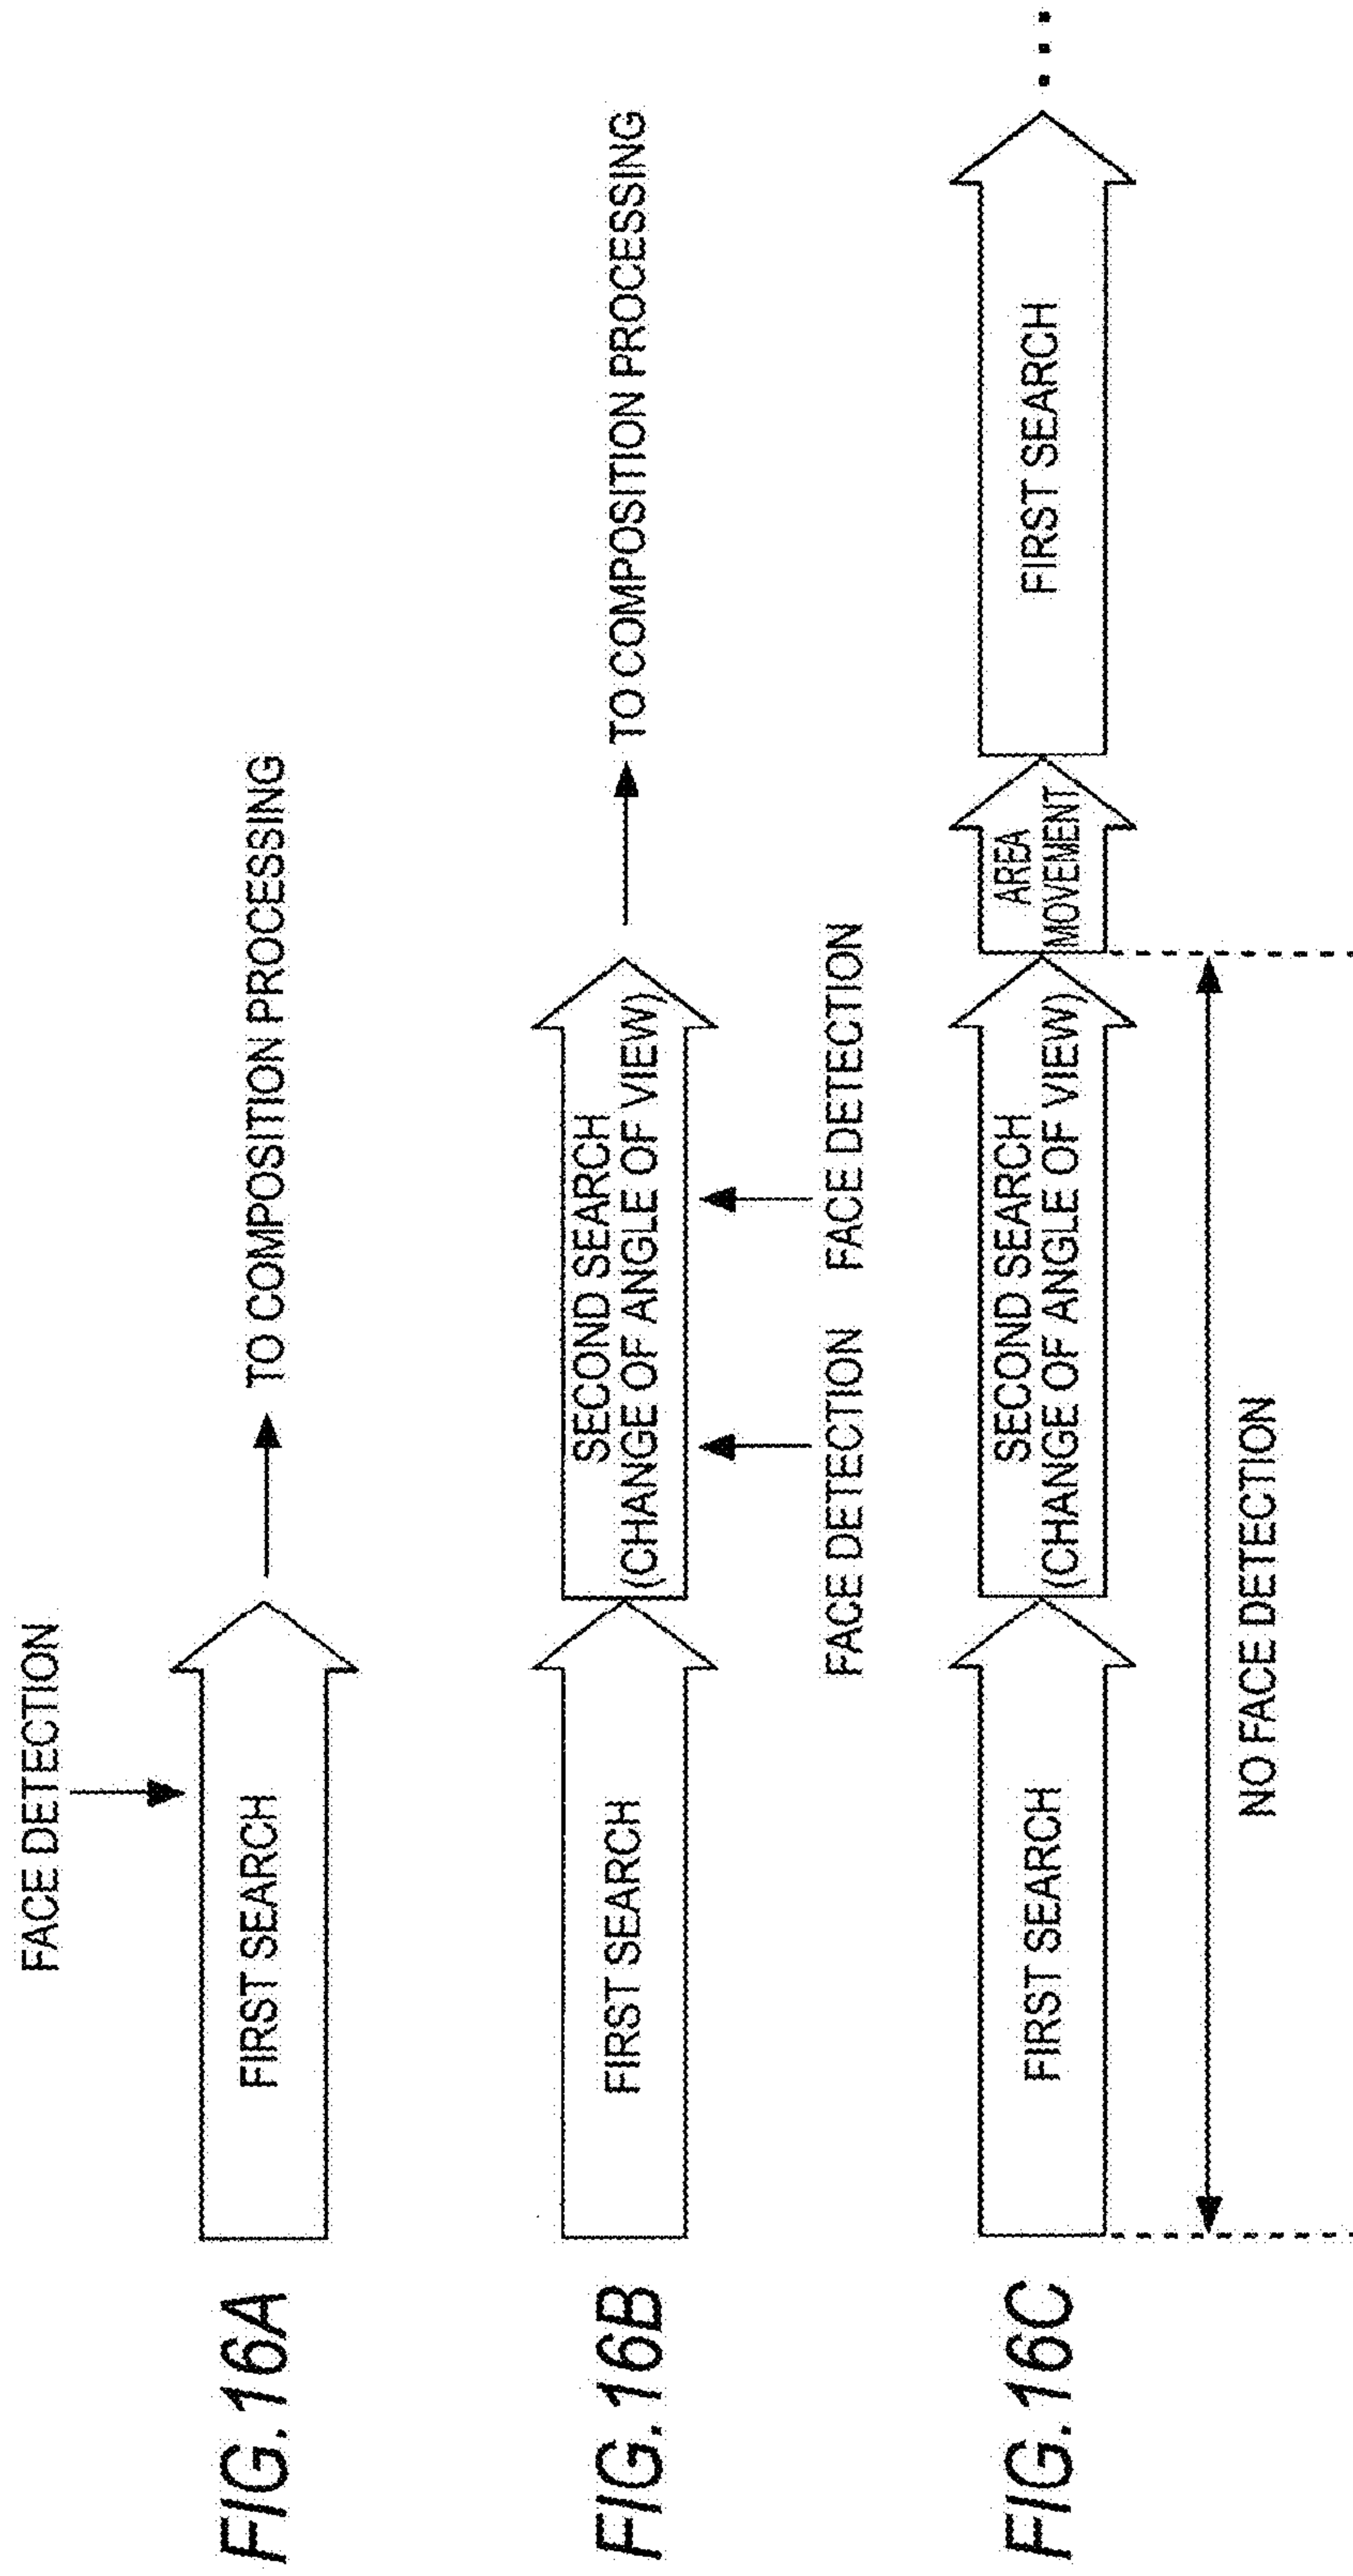 FIG.16A
FACE DETECTION
FIRST SEARCH
TO COMPOSITION PROCESSING
FIG.16B
FIRST SEARCH
SECOND SEARCH
(CHANGE OF ANGLE OF VIEW)
TO COMPOSITION PROCESSING
FACE DETECTION
FACE DETECTION
FIG.16C
FIRST SEARCH
SECOND SEARCH
(CHANGE OF ANGLE OF VIEW)
AREA
MOVEMENT
FIRST SEARCH
NO FACE DETECTION